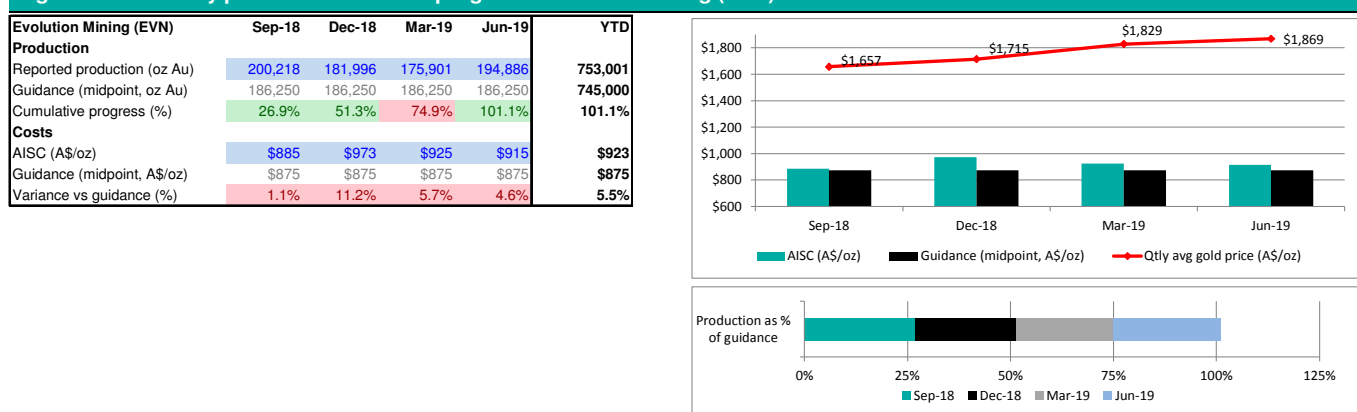 Evolution Mining (EVN) Sep-18 Dec-18 Mar-19 Jun-19 YTD
Production
Reported production (oz Au) 200,218 181,996 175,901 194,886 753,001
Guidance (midpoint, oz Au) 186,250 186,250 186,250 186,250 745,000
Cumulative progress (%) 26.9% 51.3% 74.9% 101.1% 101.1%
Costs
AISC (A$/oz) $885 $973 $925 $915 $923
Guidance (midpoint, A$/oz) $875 $875 $875 $875 $875
Variance vs guidance (%) 1.1% 11.2% 5.7% 4.6% 5.5%
$1,800
$1,600
$1,400
$1,200
$1,000
$800
$600
$1,657
$1,715
$1,829
$1,869
Sep-18 Dec-18 Mar-19 Jun-19
AISC (A$/oz) Guidance (midpoint, A$/oz) Qtly avg gold price (A$/oz)
Production as %
of guidance
0% 25% 50% 75% 100% 125%
Sep-18 Dec-18 Mar-19 Jun-19